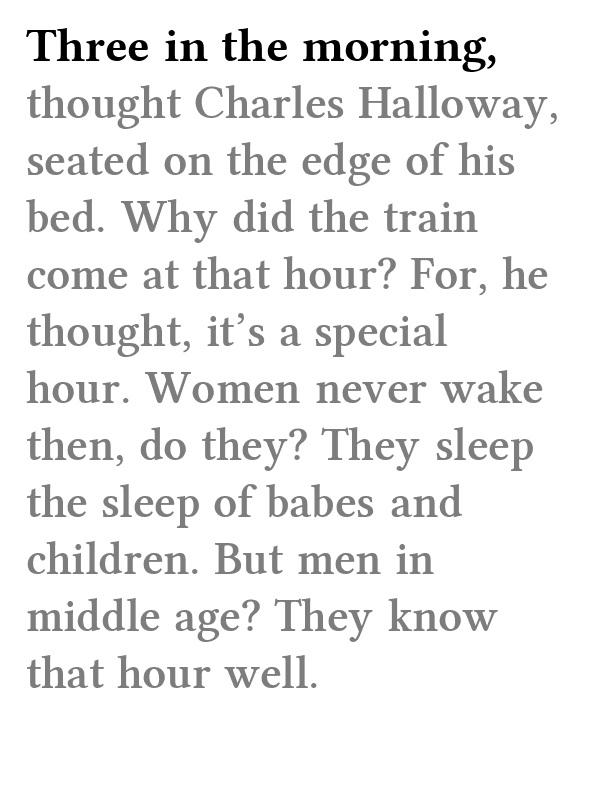 Three in the morning,
thought Charles Halloway,
seated on the edge of his
bed. Why did the train
come at that hour? For, he
thought, it’s a special
hour. Women never wake
then, do they? They sleep
the sleep of babes and
children. But men in
middle age? They know
that hour well.